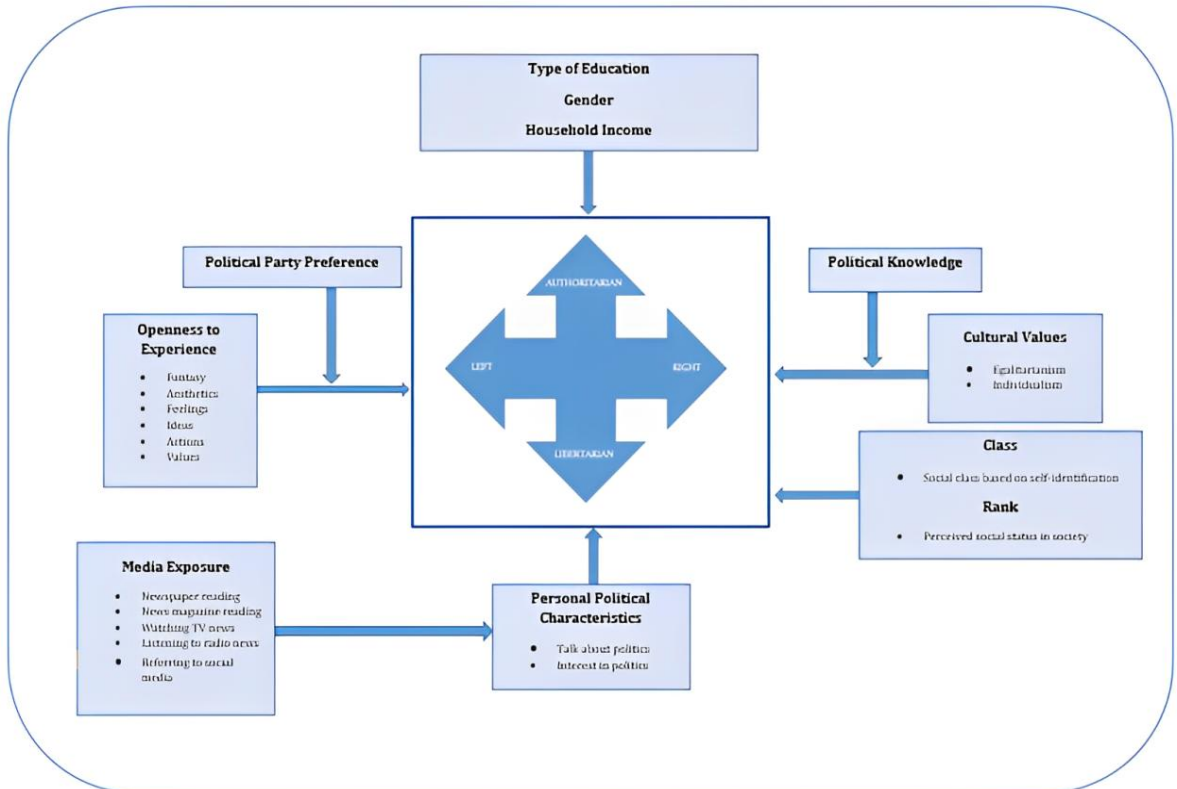 Type of Education
Gender
Household Income
Political Party Preference
Political Knowledge
Openness to
Experience
• Fantasy
• Aesthetics
• Feelings
• Ideas
• Actions
• Values
AUTHORITARIAN
LEFT
RIGHT
LIBERTARIAN
Cultural Values
• Egalitarianism
• Individualism
Class
• Social class based on self-identification
Rank
• Perceived social status in society
Media Exposure
• Newspaper reading
• News magazine reading
• Watching TV news
• Listening to radio news
• Referring to social
media
Personal Political
Characteristics
• Talk about politics
• Interest in politics